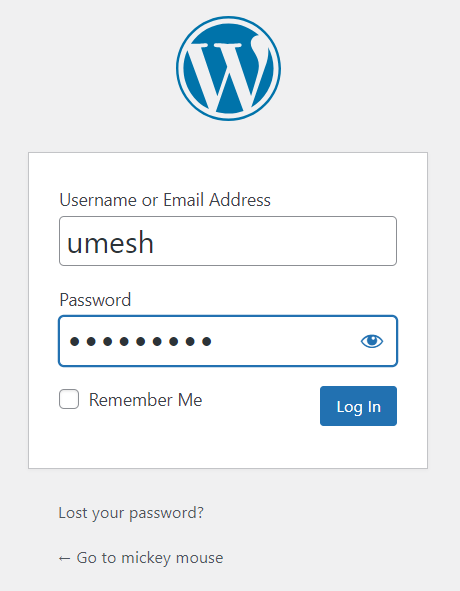 Username or Email Address
umesh
Password
•••••••••
Remember Me
Log In
Lost your password?
← Go to mickey mouse